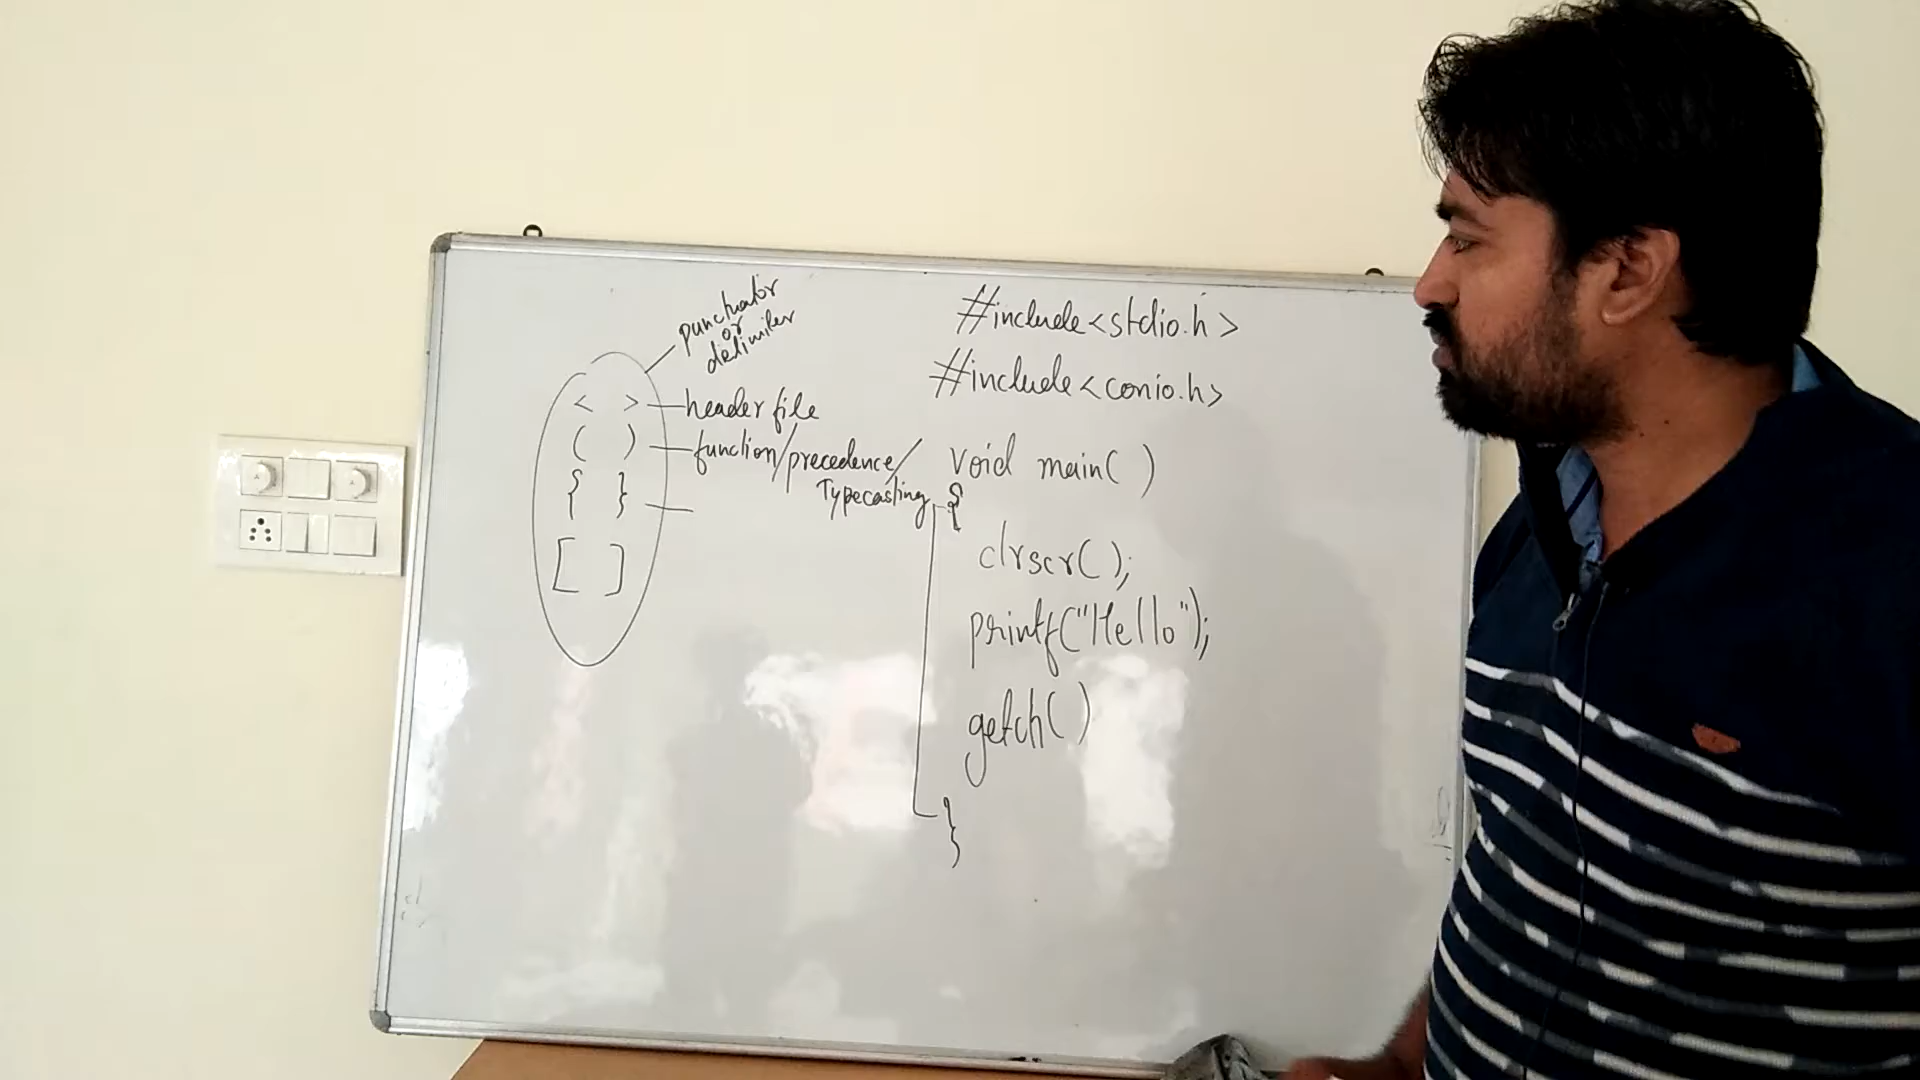 punctuator
or
delimiter
< > header file
( ) function/precedence/
Typecasting
{ }
[ ]
#include<stdio.h>
#include<conio.h>
void main( )
{
clrscr( );
printf("Hello");
getch( )
}